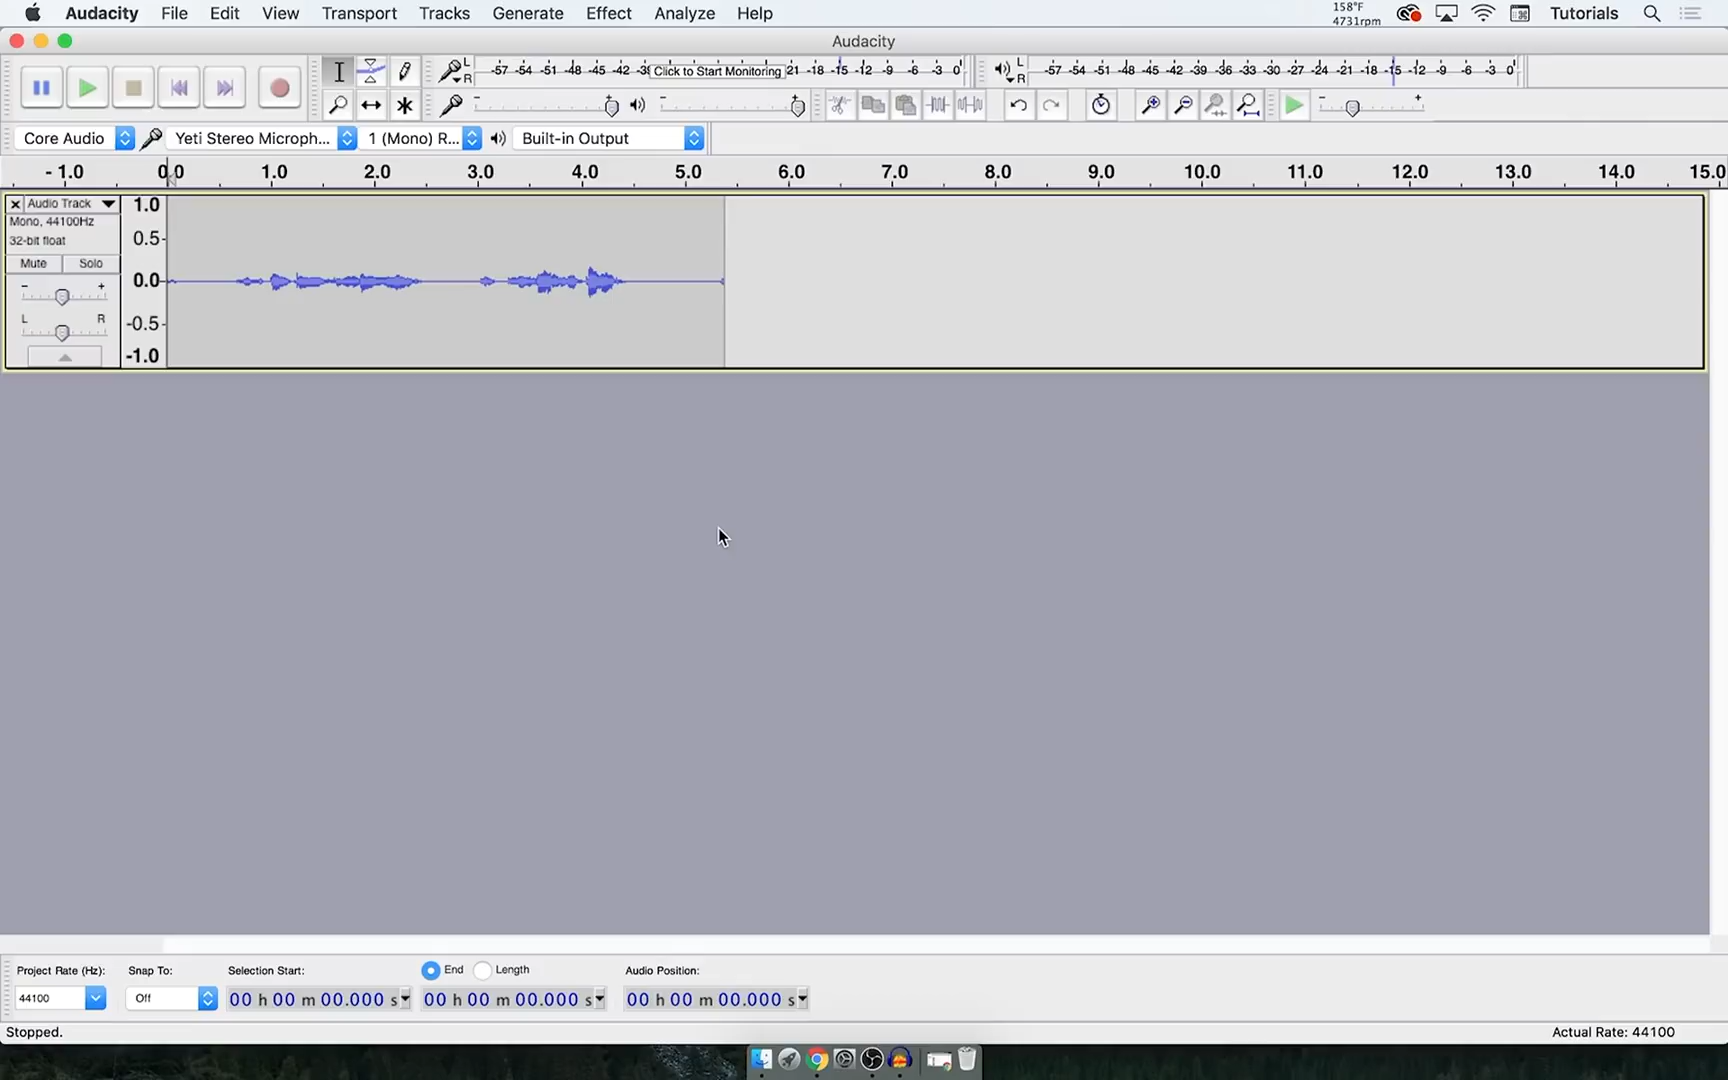 Audacity File Edit View Transport Tracks Generate Effect Analyze Help 158°F 4731rpm Tutorials
Audacity
L R -57 -54 -51 -48 -45 -42 -3 Click to Start Monitoring 21 -18 -15 -12 -9 -6 -3 0 L R -57 -54 -51 -48 -45 -42 -39 -36 -33 -30 -27 -24 -21 -18 -15 -12 -9 -6 -3 0
- + - + - +
Core Audio Yeti Stereo Microph... 1 (Mono) R... Built-in Output
- 1.0 0.0 1.0 2.0 3.0 4.0 5.0 6.0 7.0 8.0 9.0 10.0 11.0 12.0 13.0 14.0 15.0
Audio Track 1.0
Mono, 44100Hz
32-bit float 0.5-
Mute Solo
- + 0.0-
L R -0.5-
-1.0
Project Rate (Hz): Snap To: Selection Start: End Length Audio Position:
44100 Off 00 h 00 m 00.000 s 00 h 00 m 00.000 s 00 h 00 m 00.000 s
Stopped. Actual Rate: 44100